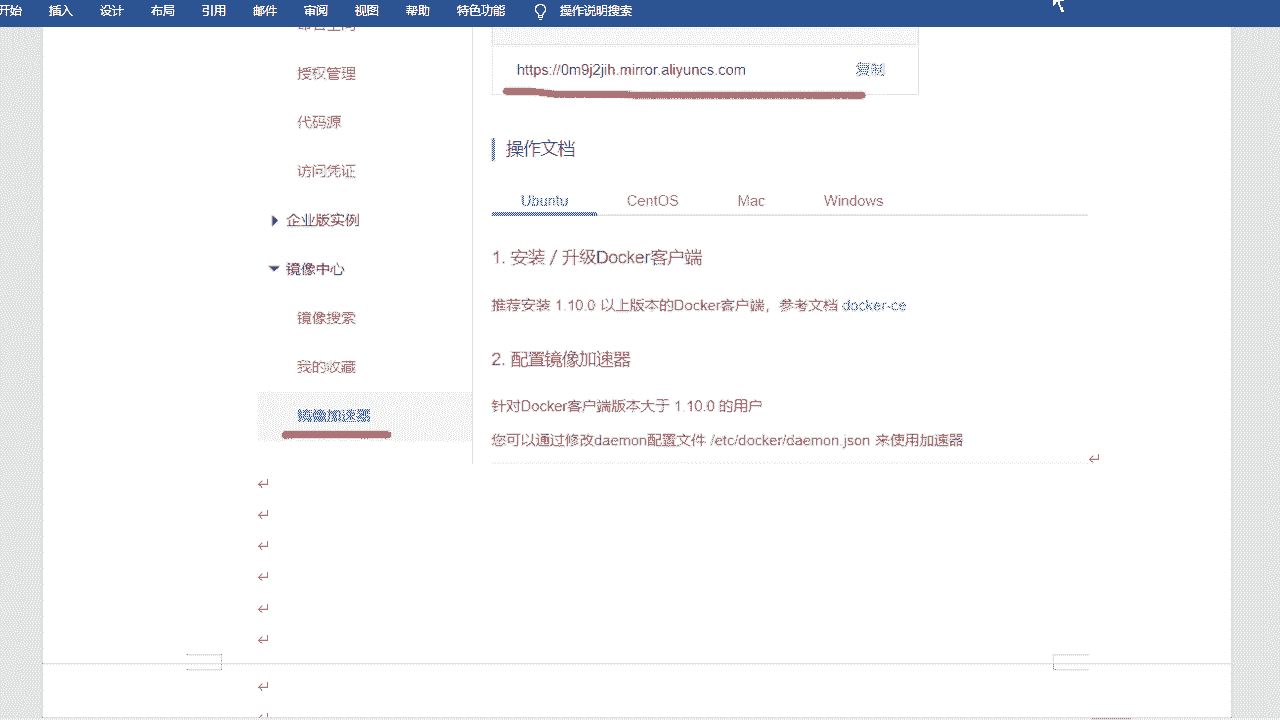 开始 插入 设计 布局 引用 邮件 审阅 视图 帮助 特色功能 操作说明搜索
命名空间
授权管理
代码源
访问凭证
企业版实例
镜像中心
镜像搜索
我的收藏
镜像加速器
https://0m9j2jih.mirror.aliyuncs.com 复制
操作文档
Ubuntu CentOS Mac Windows
1. 安装 / 升级Docker客户端
推荐安装 1.10.0 以上版本的Docker客户端，参考文档 docker-ce
2. 配置镜像加速器
针对Docker客户端版本大于 1.10.0 的用户
您可以通过修改daemon配置文件 /etc/docker/daemon.json 来使用加速器